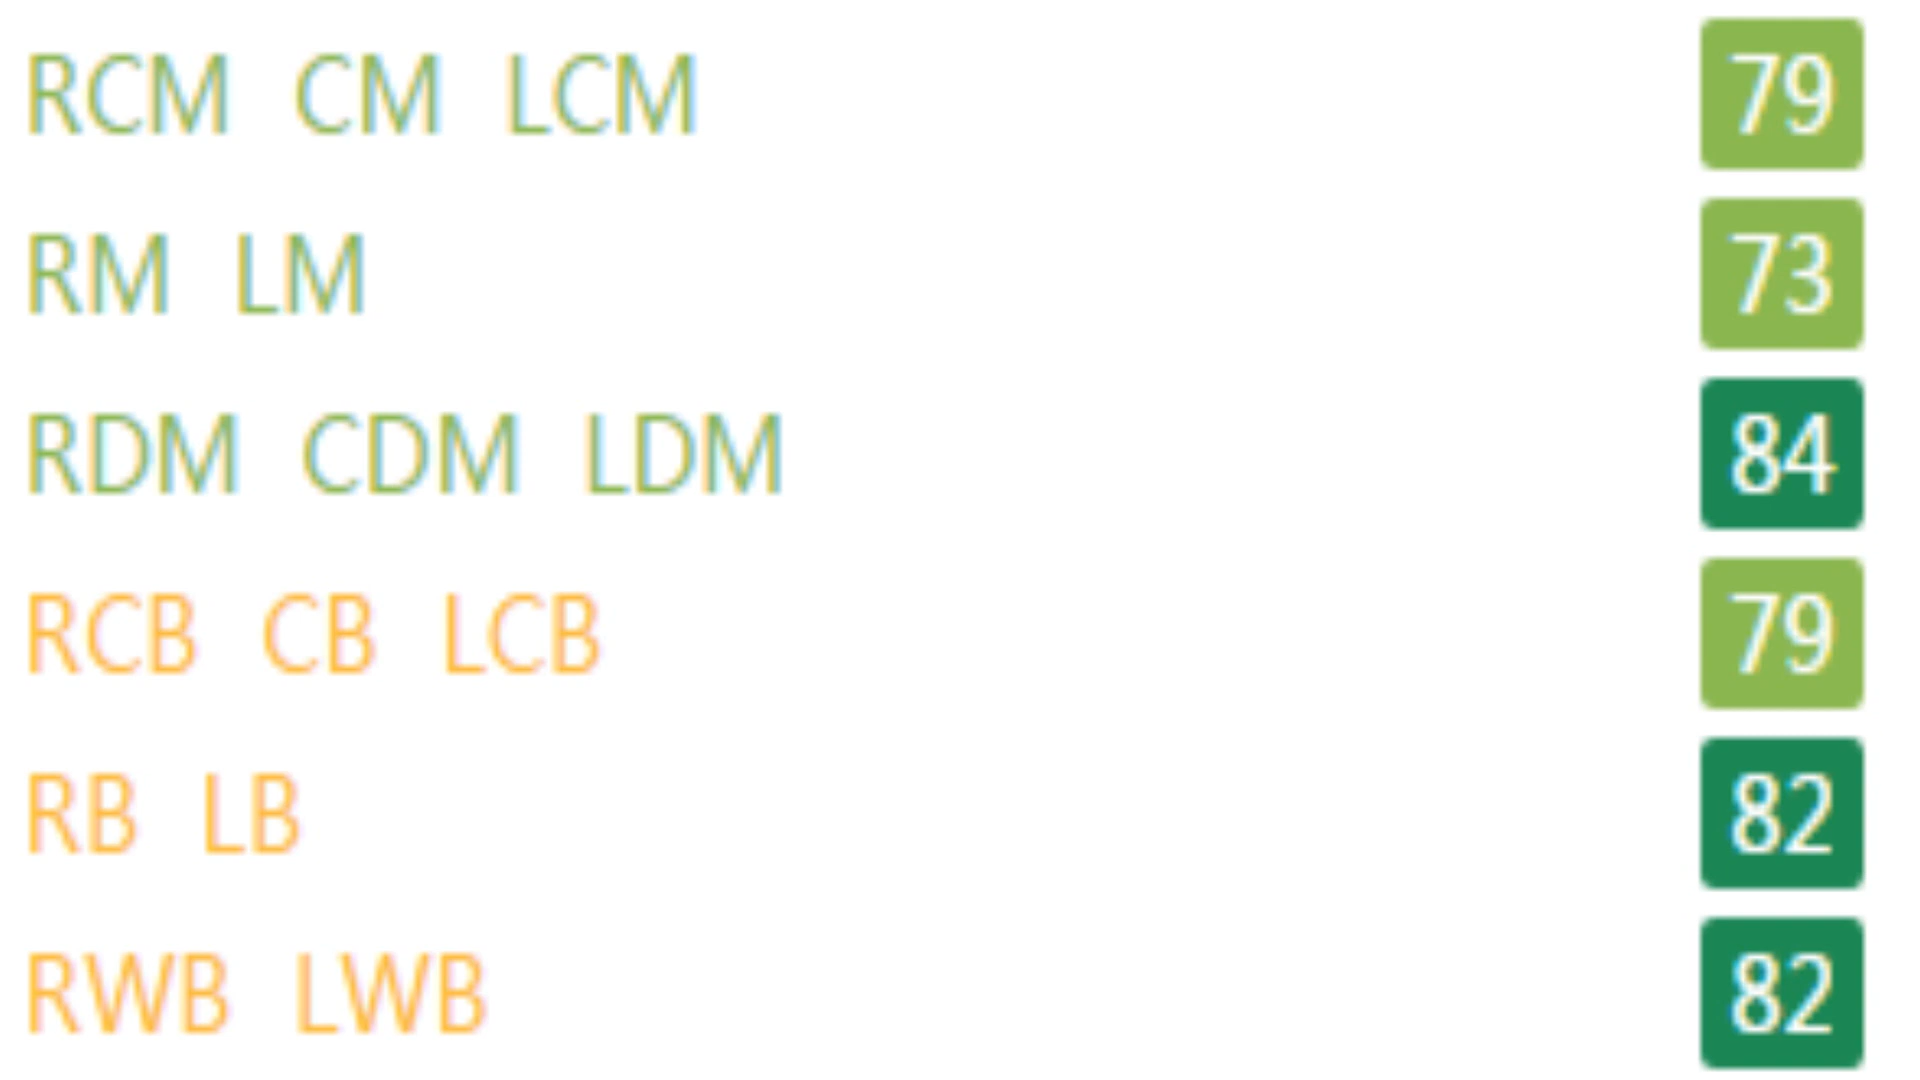 RCM CM LCM 79
RM LM 73
RDM CDM LDM 84
RCB CB LCB 79
RB LB 82
RWB LWB 82